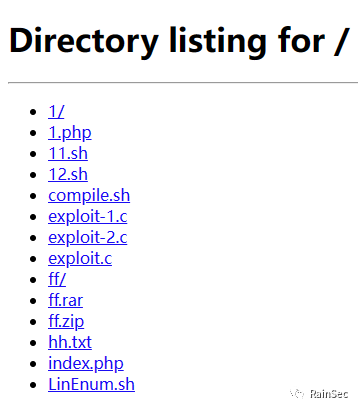 Directory listing for /
1/
1.php
11.sh
12.sh
compile.sh
exploit-1.c
exploit-2.c
exploit.c
ff/
ff.rar
ff.zip
hh.txt
index.php
LinEnum.sh
RainSec